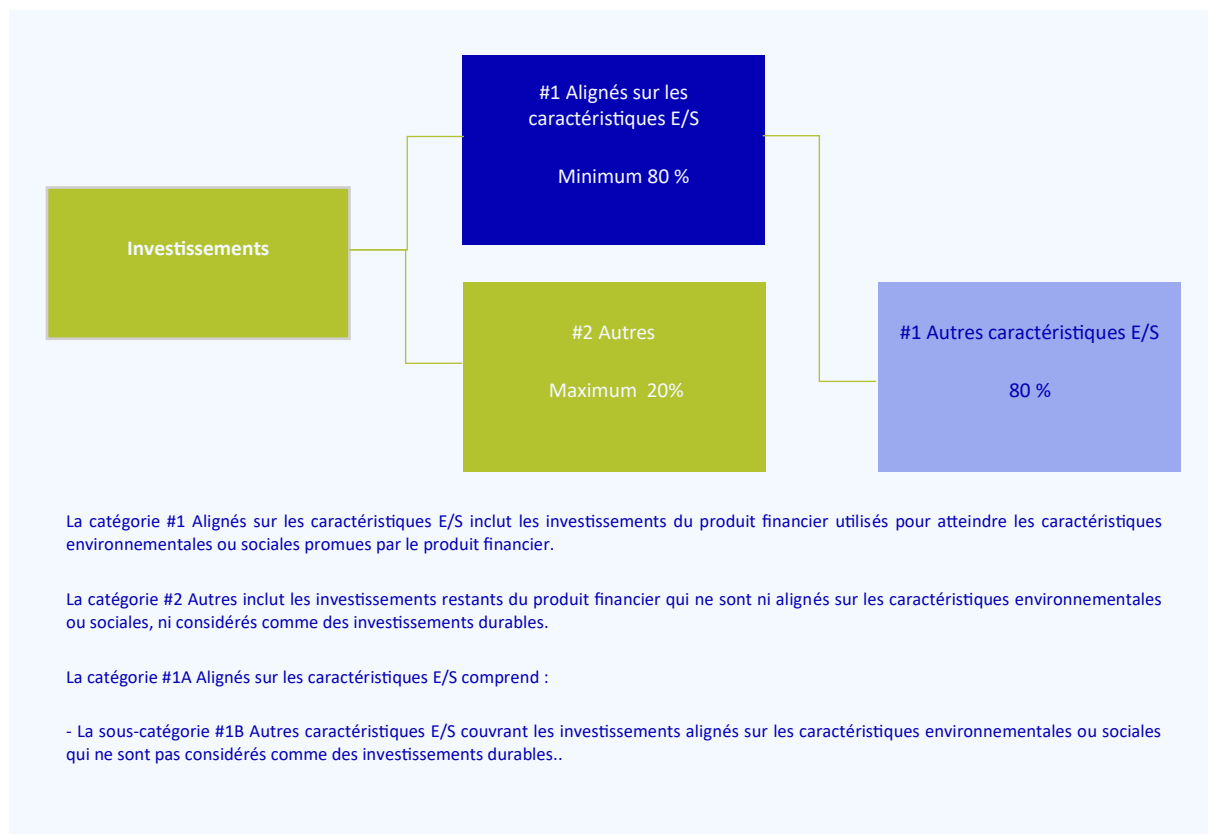 #1 Alignés sur les
caractéristiques E/S
Minimum 80 %
Investissements
#2 Autres
Maximum  20%
#1 Autres caractéristiques E/S
80 %
La catégorie #1 Alignés sur les caractéristiques E/S inclut les investissements du produit financier utilisés pour atteindre les caractéristiques
environnementales ou sociales promues par le produit financier.
La catégorie #2 Autres inclut les investissements restants du produit financier qui ne sont ni alignés sur les caractéristiques environnementales
ou sociales, ni considérés comme des investissements durables.
La catégorie #1A Alignés sur les caractéristiques E/S comprend :
- La sous-catégorie #1B Autres caractéristiques E/S couvrant les investissements alignés sur les caractéristiques environnementales ou sociales
qui ne sont pas considérés comme des investissements durables..